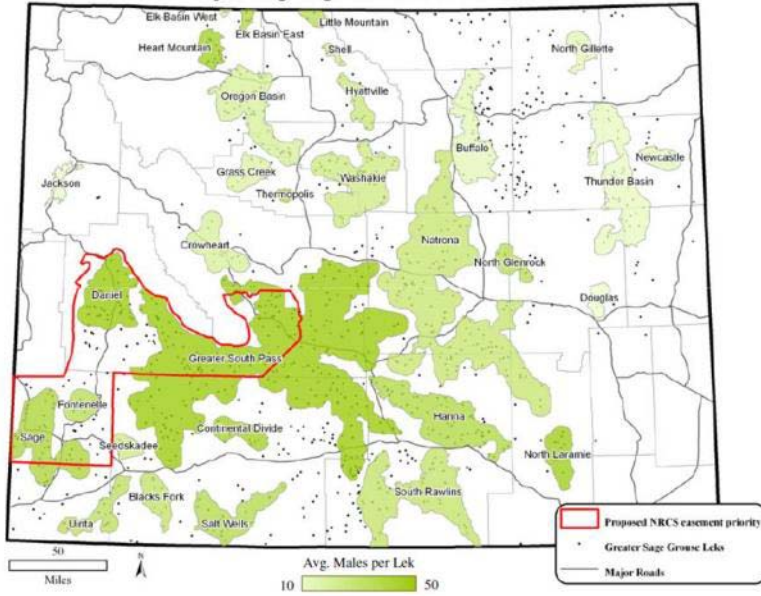 Elk Basin West
Elk Basin East
Little Mountain
Heart Mountain
Shell
North Gillette
Oregon Basin
Hyattville
Buffalo
Newcastle
Grass Creek
Washakie
Thunder Basin
Jackson
Thermopolis
Crowheart
Natrona
North Glenrock
Daniel
Douglas
Greater South Pass
Fontenelle
Hanna
Sage
Continental Divide
Seedskadee
North Laramie
Blacks Fork
South Rawlins
Uinta
Salt Wells
Proposed NRCS easement priority
Greater Sage Grouse Leks
Major Roads
50
Miles
N
Avg. Males per Lek
10
50